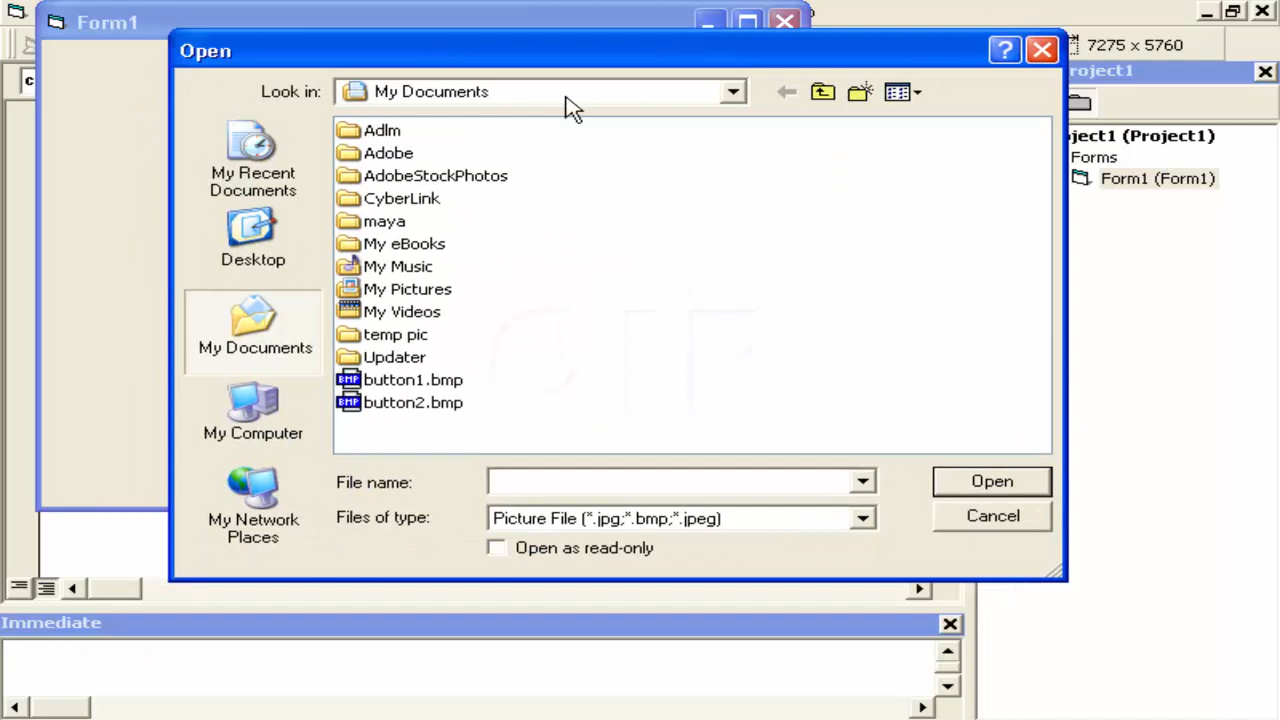 Form1
7275 x 5760
Open
Look in:
My Documents
roject1
Adlm
Adobe
AdobeStockPhotos
CyberLink
maya
My eBooks
My Music
My Pictures
My Videos
temp pic
Updater
button1.bmp
button2.bmp
My Recent
Documents
Desktop
My Documents
My Computer
My Network
Places
File name:
Open
Files of type:
Picture File (*.jpg;*.bmp;*.jpeg)
Cancel
Open as read-only
ject1 (Project1)
Forms
Form1 (Form1)
c
Immediate